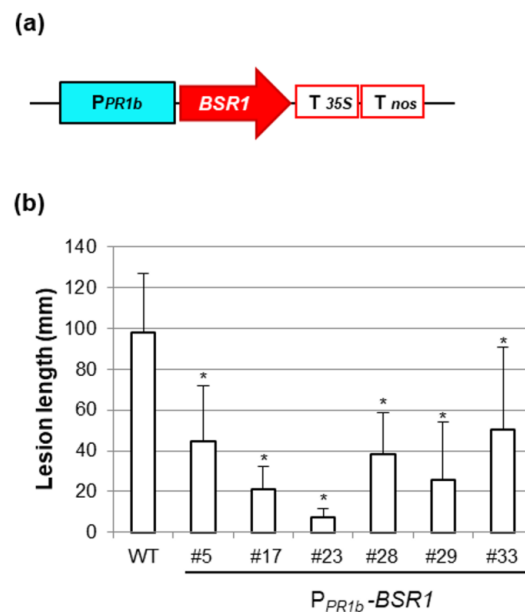 (a)
PPR1b BSR1 T 35S T nos
(b)
Lesion length (mm)
140
120
100
80
60
40
20
0
* * * * * *
WT #5 #17 #23 #28 #29 #33
PPR1b-BSR1